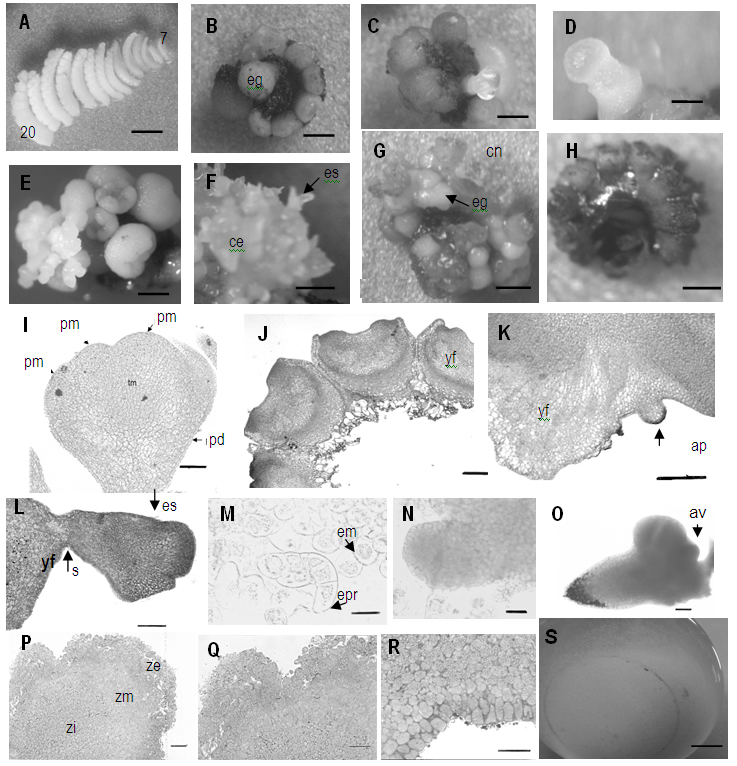 A
7
20
B
eg
C
D
E
F
es
ce
G
cn
eg
H
I
pm
pm
pm
tm
pd
J
yf
K
yf
ap
L
es
yf
s
M
em
epr
N
O
av
P
ze
zm
zi
Q
R
S